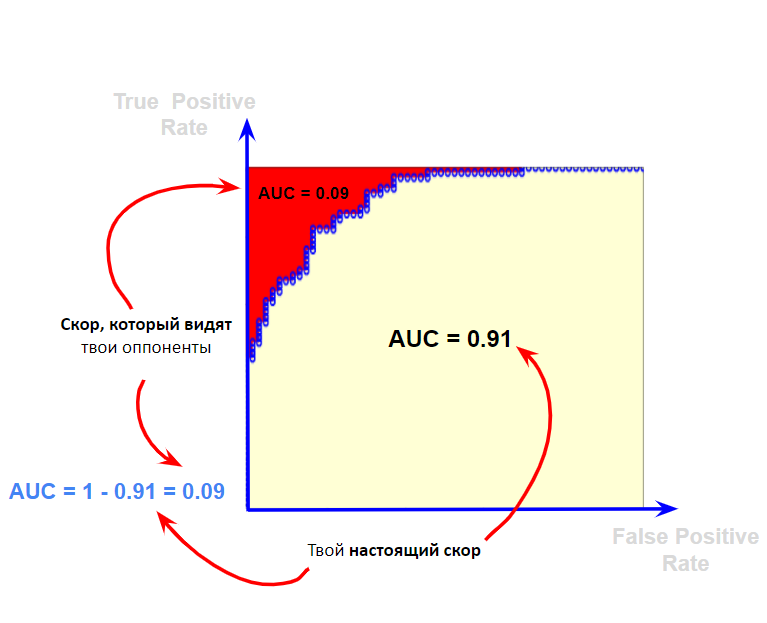 True Positive
Rate
AUC = 0.09
Скор, который видят
твои оппоненты
AUC = 0.91
AUC = 1 - 0.91 = 0.09
Твой настоящий скор
False Positive
Rate